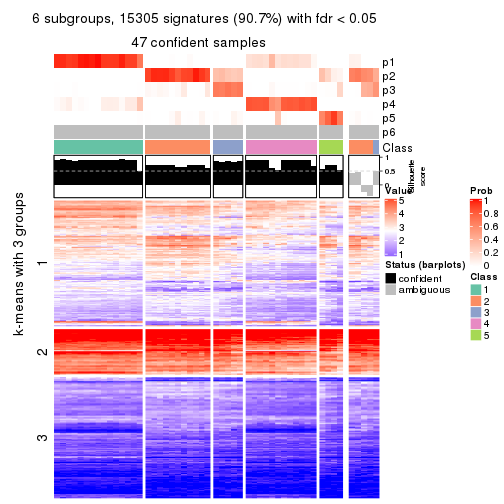 6 subgroups, 15305 signatures (90.7%) with fdr < 0.05
47 confident samples
p1
p2
p3
p4
p5
p6
Class
1
0.5
0
Silhouette
score
k-means with 3 groups
1
2
3
Value
5
4
3
2
1
Status (barplots)
confident
ambiguous
Prob
1
0.8
0.6
0.4
0.2
0
Class
1
2
3
4
5